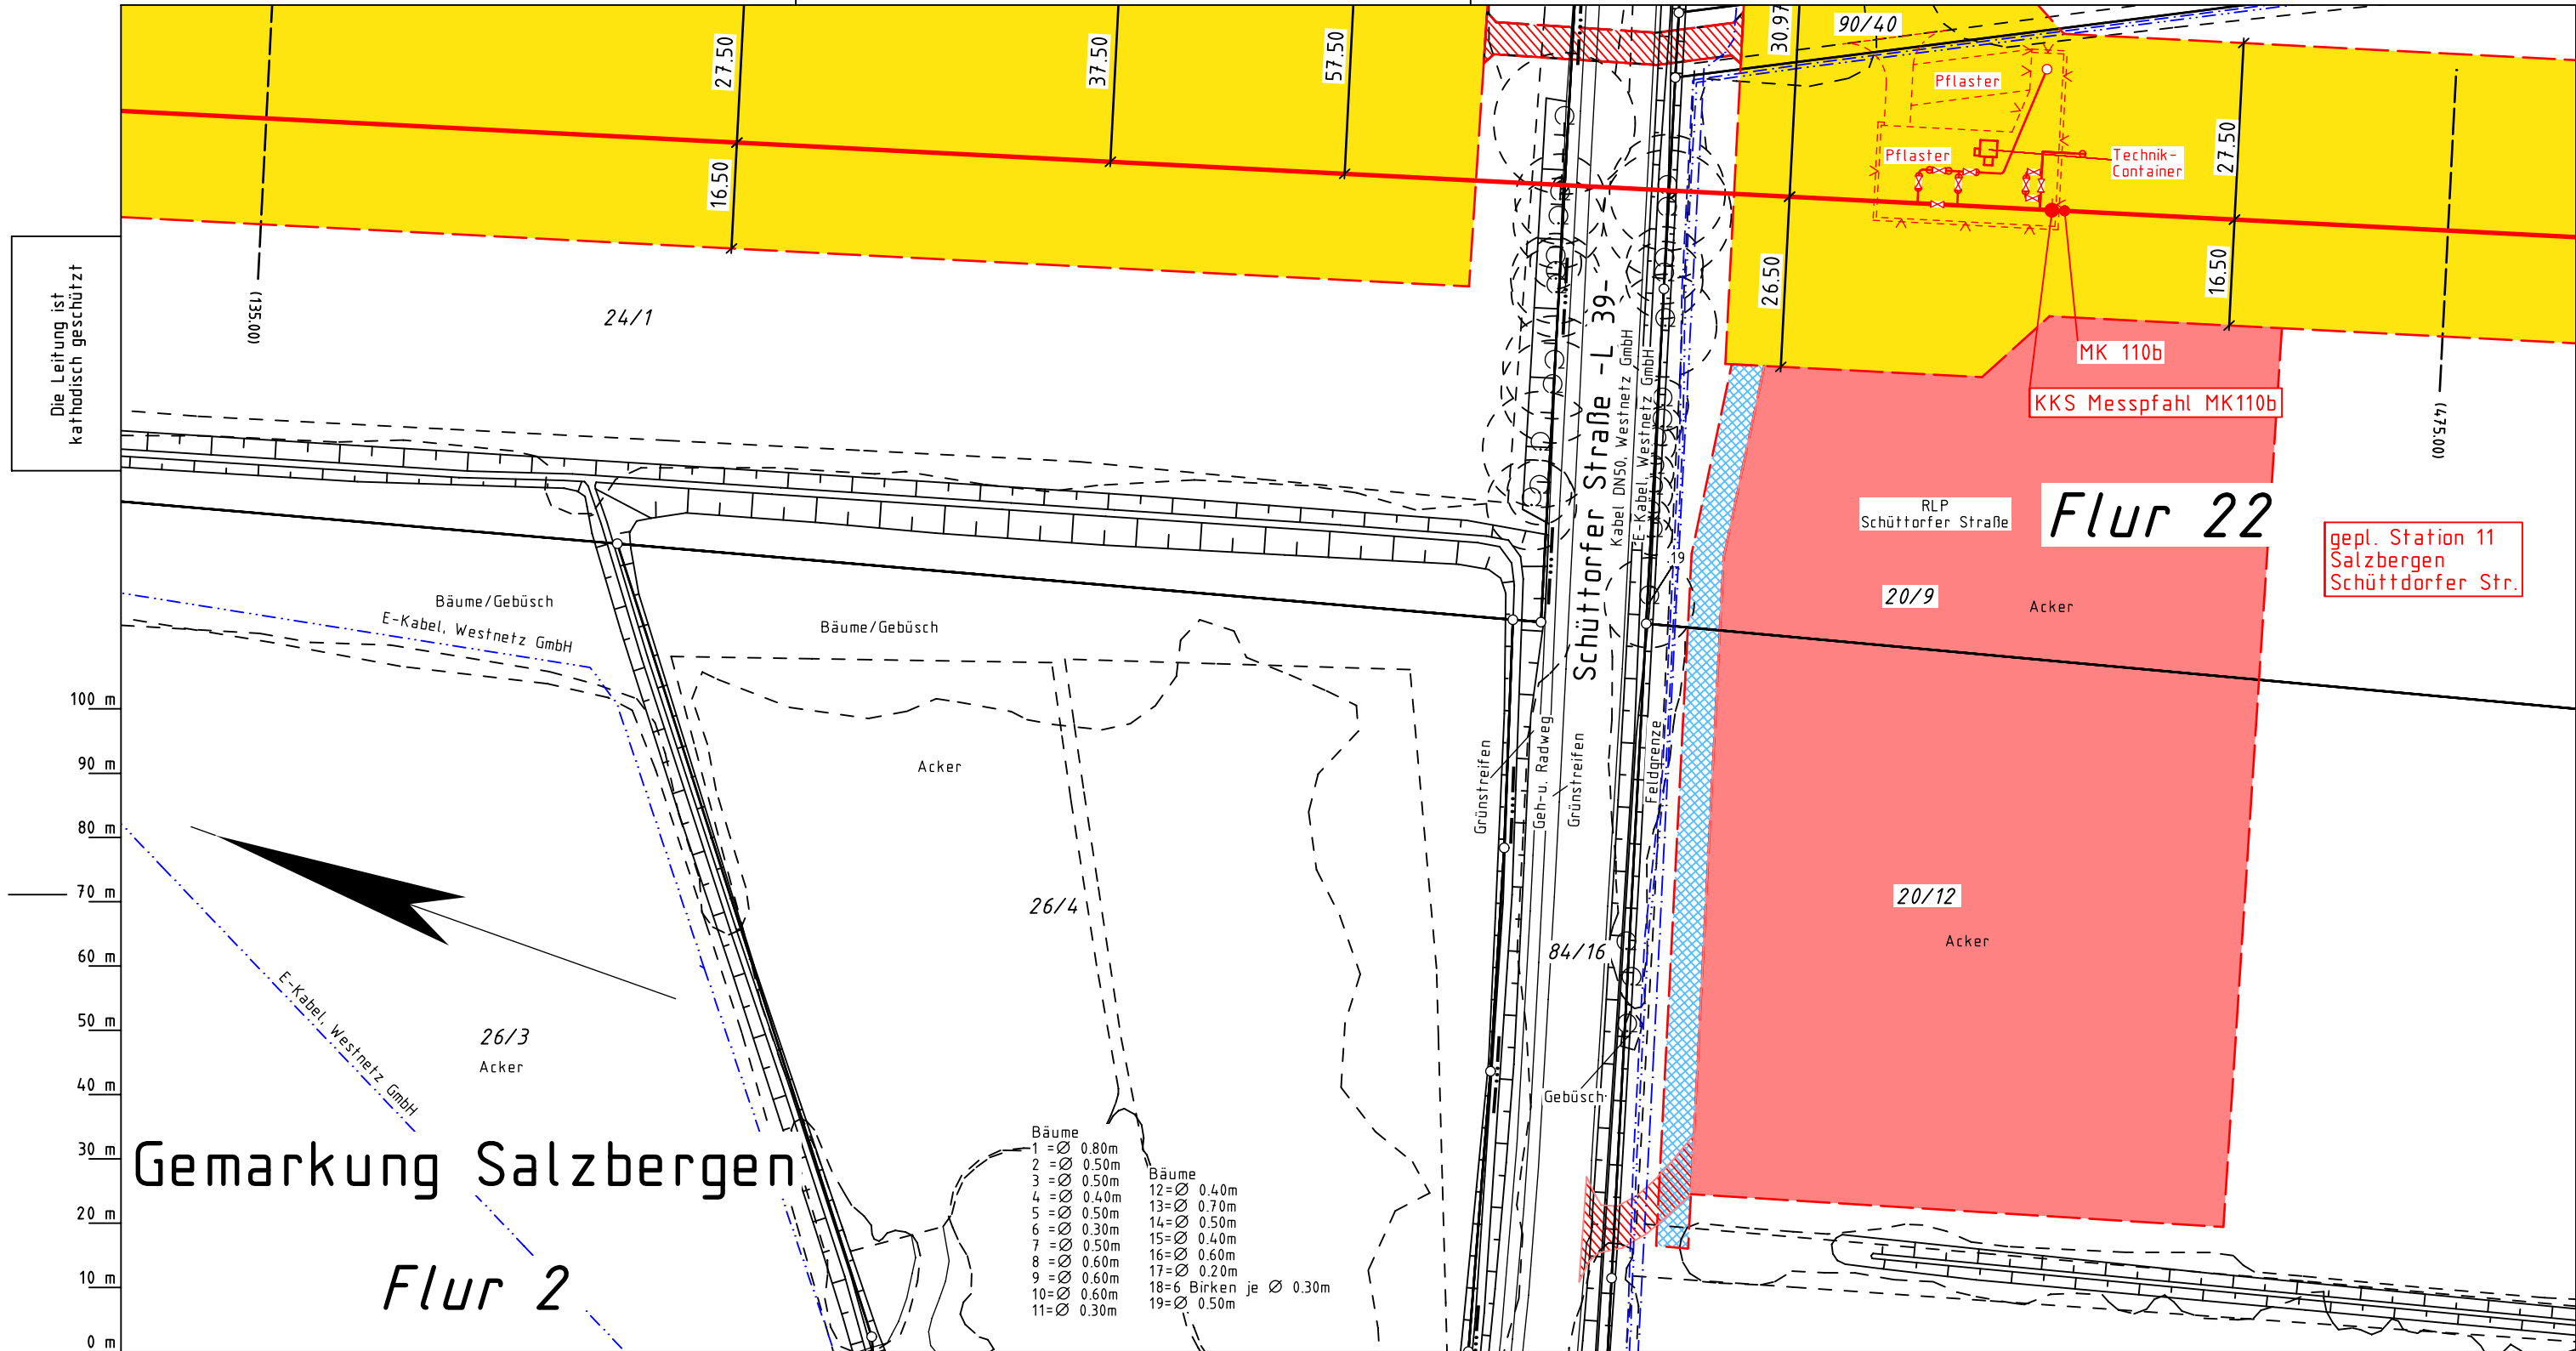 27.50
37.50
57.50
30.97
90/40
Pflaster
27.50
16.50
Pflaster
Technik-
Container
26.50
16.50
Die Leitung ist
kathodisch geschützt
(135.00)
24/1
MK 110b
KKS Messpfahl MK110b
(475.00)
Schüttorfer Straße -L 39-
Kabel DN50, Westnetz GmbH
E-Kabel, Westnetz GmbH
RLP
Schüttorfer Straße
Flur 22
gepl. Station 11
Salzbergen
Schüttdorfer Str.
19
20/9
Acker
Bäume/Gebüsch
E-Kabel, Westnetz GmbH
Bäume/Gebüsch
100 m
90 m
80 m
70 m
60 m
50 m
40 m
30 m
20 m
10 m
0 m
Acker
Grünstreifen
Geh-u. Radweg
Grünstreifen
Feldgrenze
26/4
84/16
20/12
Acker
E-Kabel, Westnetz GmbH
26/3
Acker
Gebüsch
Gemarkung Salzbergen
Flur 2
Bäume
1 =Ø 0.80m
2 =Ø 0.50m
3 =Ø 0.50m
4 =Ø 0.40m
5 =Ø 0.50m
6 =Ø 0.30m
7 =Ø 0.50m
8 =Ø 0.60m
9 =Ø 0.60m
10=Ø 0.60m
11=Ø 0.30m
Bäume
12=Ø 0.40m
13=Ø 0.70m
14=Ø 0.50m
15=Ø 0.40m
16=Ø 0.60m
17=Ø 0.20m
18=6 Birken je Ø 0.30m
19=Ø 0.50m